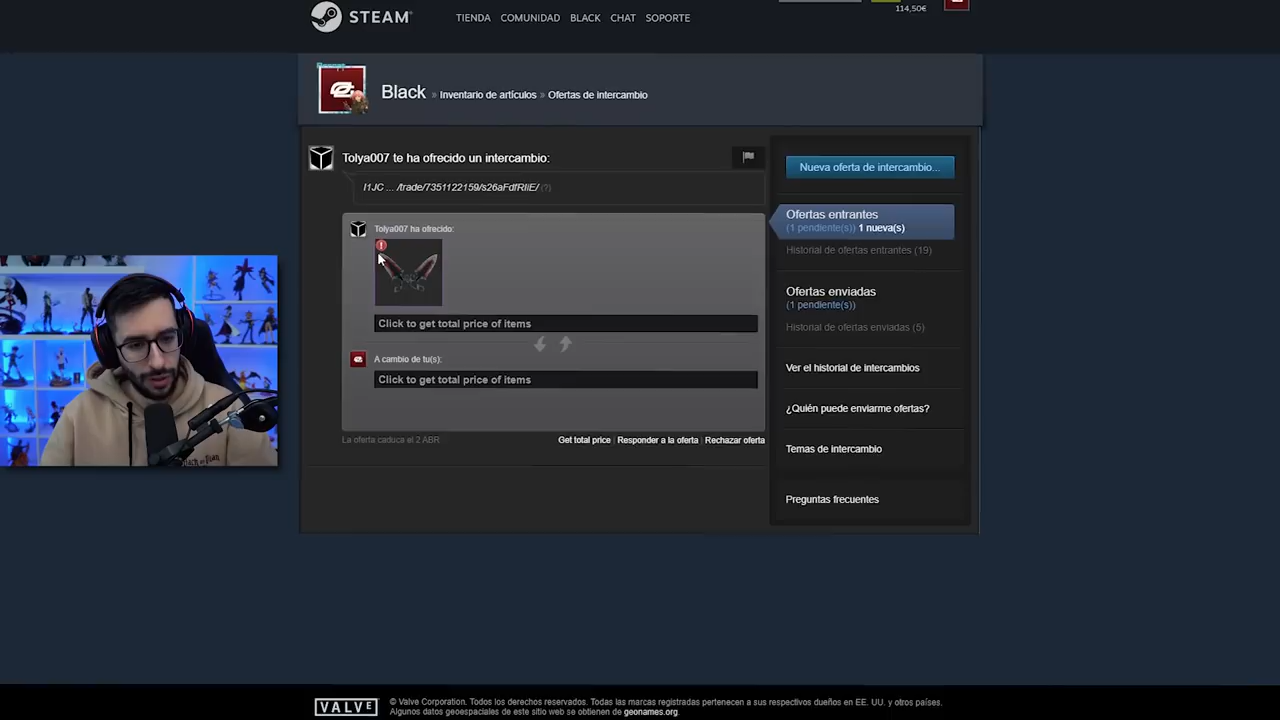 114,50€
STEAM
TIENDA COMUNIDAD BLACK CHAT SOPORTE
Black » Inventario de artículos » Ofertas de intercambio
Tolya007 te ha ofrecido un intercambio:
Tolya007 ha ofrecido:
Click to get total price of items
A cambio de tu(s):
Click to get total price of items
La oferta caduca el 2 ABR
Get total price | Responder a la oferta | Rechazar oferta
Nueva oferta de intercambio...
Ofertas entrantes
(1 pendiente(s)) 1 nueva(s)
Historial de ofertas entrantes (19)
Ofertas enviadas
(1 pendiente(s))
Historial de ofertas enviadas (5)
Ver el historial de intercambios
¿Quién puede enviarme ofertas?
Temas de intercambio
Preguntas frecuentes
VALVE
© Valve Corporation. Todos los derechos reservados. Todas las marcas registradas pertenecen a sus respectivos dueños en EE. UU. y otros países.
Algunos datos geoespaciales de este sitio web se obtienen de geonames.org.